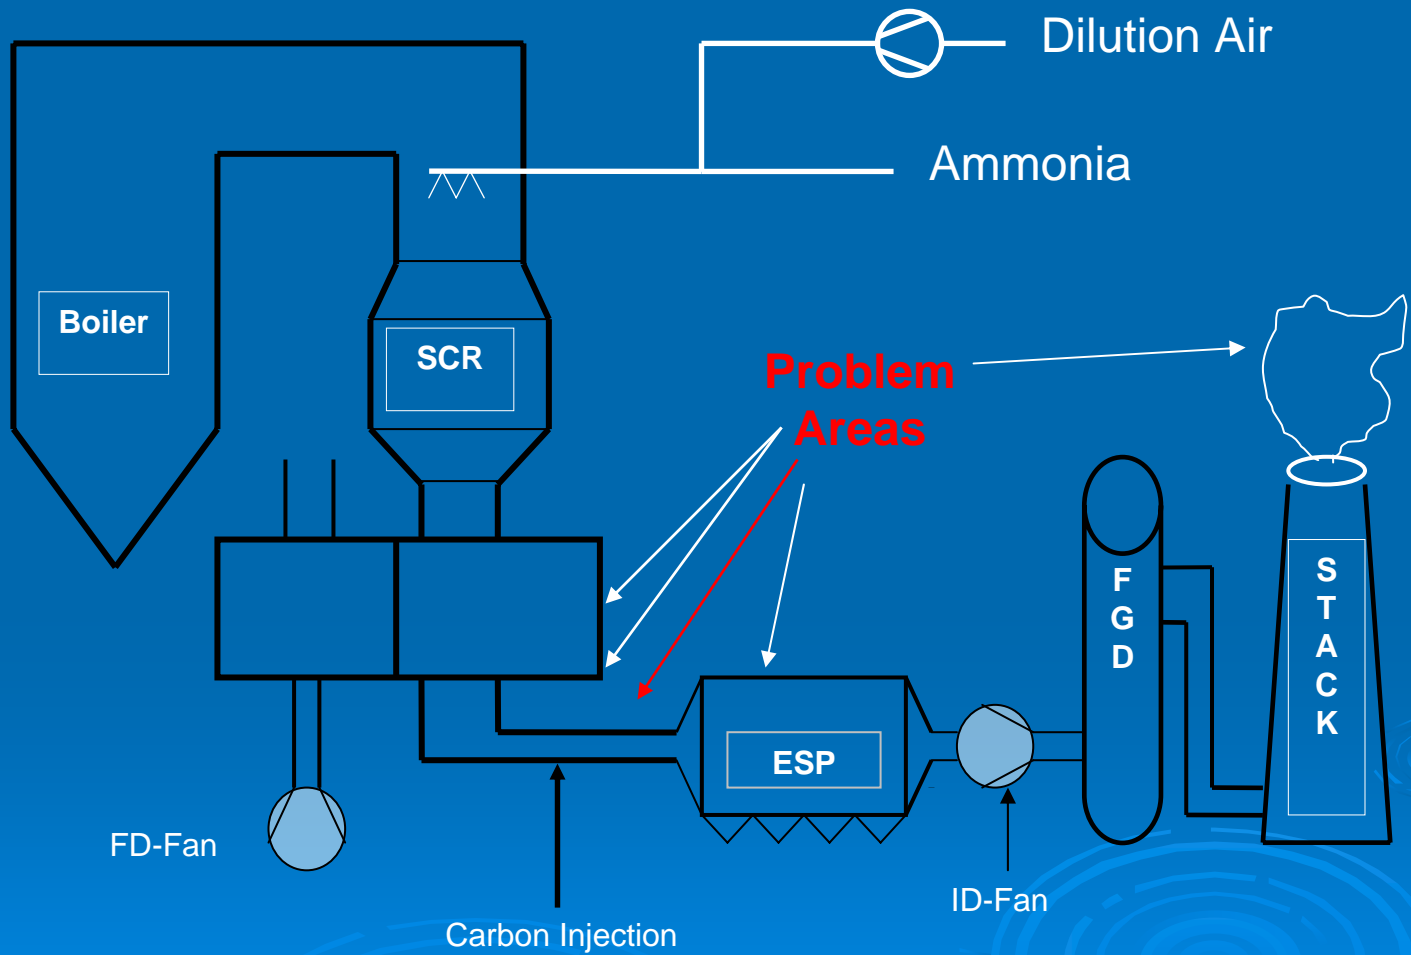 Dilution Air
Ammonia
Boiler
SCR
Problem
Areas
F
G
D
S
T
A
C
K
ESP
FD-Fan
ID-Fan
Carbon Injection